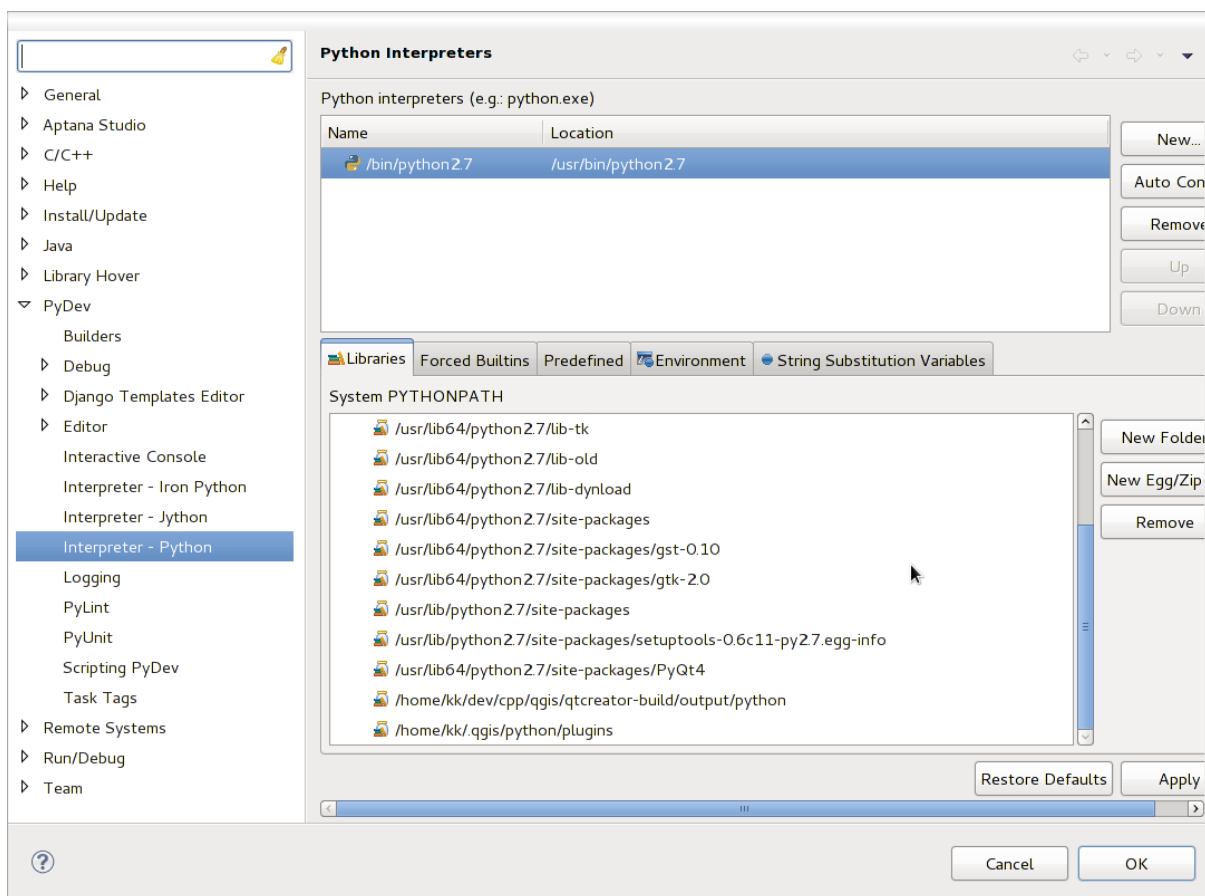 Python Interpreters
General
Aptana Studio
C/C++
Help
Install/Update
Java
Library Hover
PyDev
Builders
Debug
Django Templates Editor
Editor
Interactive Console
Interpreter - Iron Python
Interpreter - Jython
Interpreter - Python
Logging
PyLint
PyUnit
Scripting PyDev
Task Tags
Remote Systems
Run/Debug
Team
Python interpreters (e.g.: python.exe)
Name Location
/bin/python2.7 /usr/bin/python2.7
New...
Auto Con
Remove
Up
Down
Libraries Forced Builtins Predefined Environment String Substitution Variables
System PYTHONPATH
/usr/lib64/python2.7/lib-tk
/usr/lib64/python2.7/lib-old
/usr/lib64/python2.7/lib-dynload
/usr/lib64/python2.7/site-packages
/usr/lib64/python2.7/site-packages/gst-0.10
/usr/lib64/python2.7/site-packages/gtk-2.0
/usr/lib/python2.7/site-packages
/usr/lib/python2.7/site-packages/setuptools-0.6c11-py2.7.egg-info
/usr/lib64/python2.7/site-packages/PyQt4
/home/kk/dev/cpp/qgis/qtcreator-build/output/python
/home/kk/.qgis/python/plugins
New Folder
New Egg/Zip
Remove
Restore Defaults Apply
Cancel OK